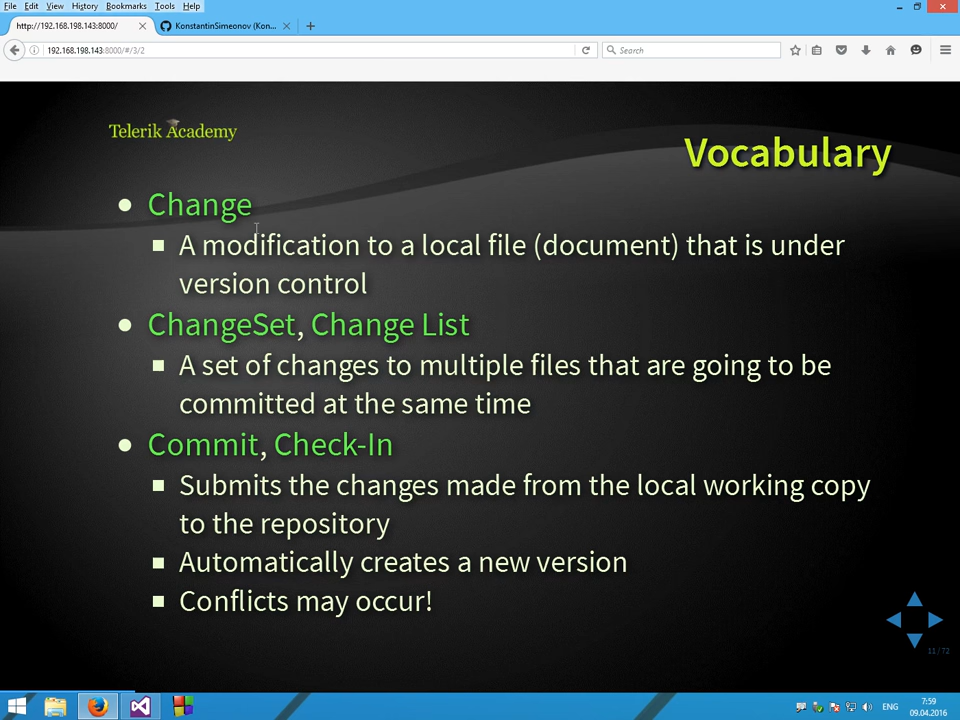 File Edit View History Bookmarks Tools Help
http://192.168.198.143:8000/
KonstantinSimeonov (Kon...
192.168.198.143:8000/#/3/2
Search
Telerik Academy
Vocabulary
Change
A modification to a local file (document) that is under
version control
ChangeSet, Change List
A set of changes to multiple files that are going to be
committed at the same time
Commit, Check-In
Submits the changes made from the local working copy
to the repository
Automatically creates a new version
Conflicts may occur!
11 / 72
ENG
7:59
09.04.2016